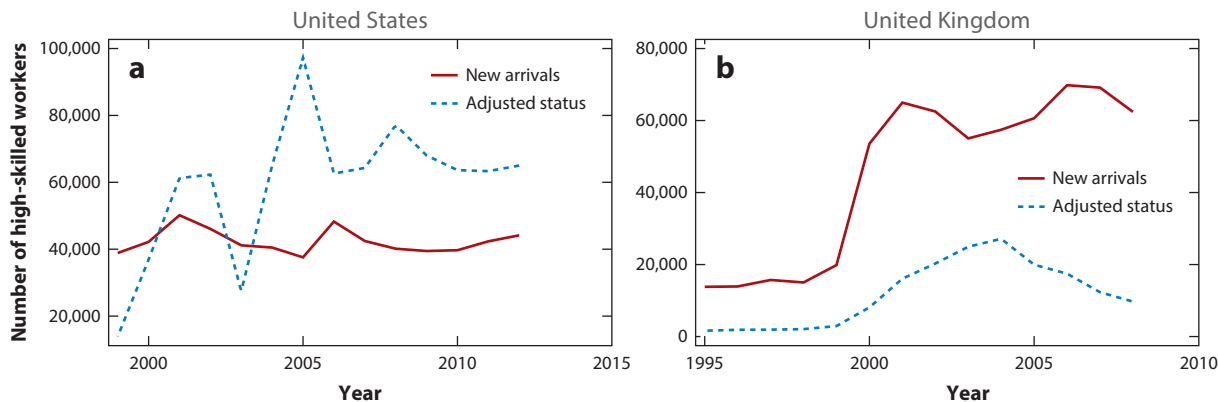 United States
United Kingdom
Number of high-skilled workers
100,000
80,000
60,000
40,000
20,000
a
New arrivals
Adjusted status
2000
2005
2010
2015
Year
80,000
60,000
40,000
20,000
0
b
New arrivals
Adjusted status
1995
2000
2005
2010
Year